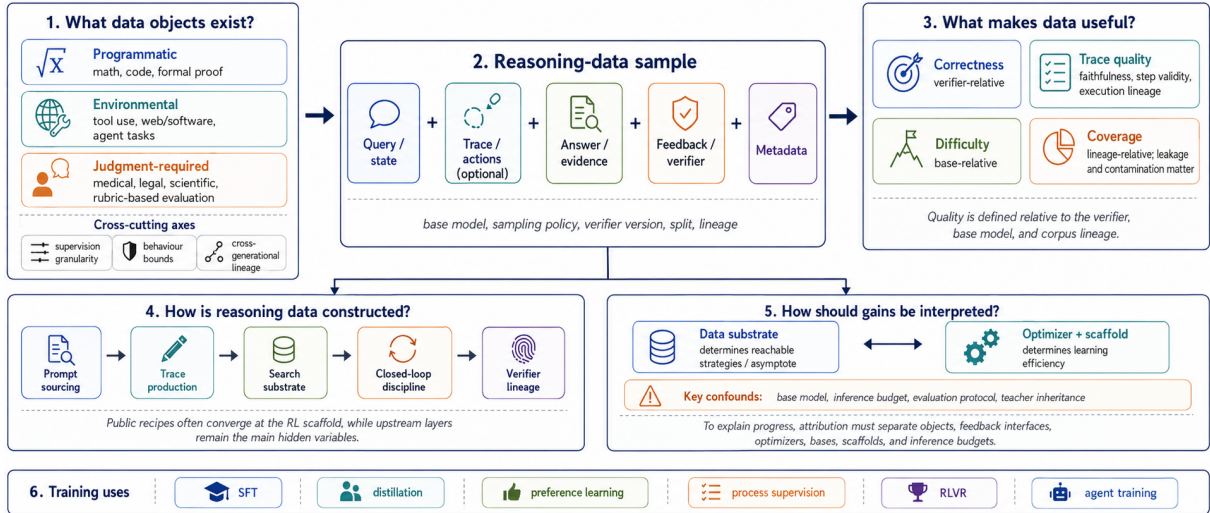 1. What data objects exist?
√x
Programmatic
math, code, formal proof
Environmental
tool use, web/software,
agent tasks
Judgment-required
medical, legal, scientific,
rubric-based evaluation
Cross-cutting axes
supervision
granularity
behaviour
bounds
cross-
generational
lineage
2. Reasoning-data sample
Query /
state
+
Trace /
actions
(optional)
+
Answer /
evidence
+
Feedback /
verifier
+
Metadata
base model, sampling policy, verifier version, split, lineage
3. What makes data useful?
Correctness
verifier-relative
Trace quality
faithfulness, step validity,
execution lineage
Difficulty
base-relative
Coverage
lineage-relative; leakage
and contamination matter
Quality is defined relative to the verifier,
base model, and corpus lineage.
4. How is reasoning data constructed?
Prompt
sourcing
Trace
production
Search
substrate
Closed-loop
discipline
Verifier
lineage
Public recipes often converge at the RL scaffold, while upstream layers
remain the main hidden variables.
5. How should gains be interpreted?
Data substrate
determines reachable
strategies / asymptote
Optimizer + scaffold
determines learning
efficiency
Key confounds: base model, inference budget, evaluation protocol, teacher inheritance
To explain progress, attribution must separate objects, feedback interfaces,
optimizers, bases, scaffolds, and inference budgets.
6. Training uses
SFT
distillation
preference learning
process supervision
RLVR
agent training